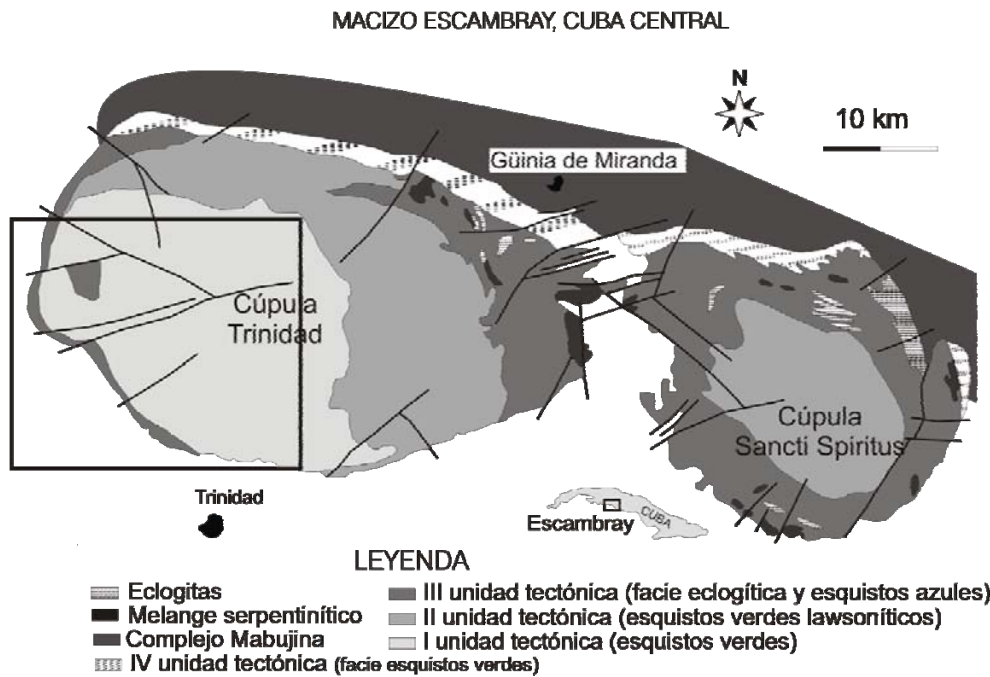 MACIZO ESCAMBRAY, CUBA CENTRAL
N
10 km
Güinia de Miranda
Cúpula
Trinidad
Cúpula
Sancti Spiritus
Trinidad
CUBA
Escambray
LEYENDA
Eclogitas
Melange serpentinítico
Complejo Mabujina
IV unidad tectónica (facie esquistos verdes)
III unidad tectónica (facie eclogítica y esquistos azules)
II unidad tectónica (esquistos verdes lawsoníticos)
I unidad tectónica (esquistos verdes)